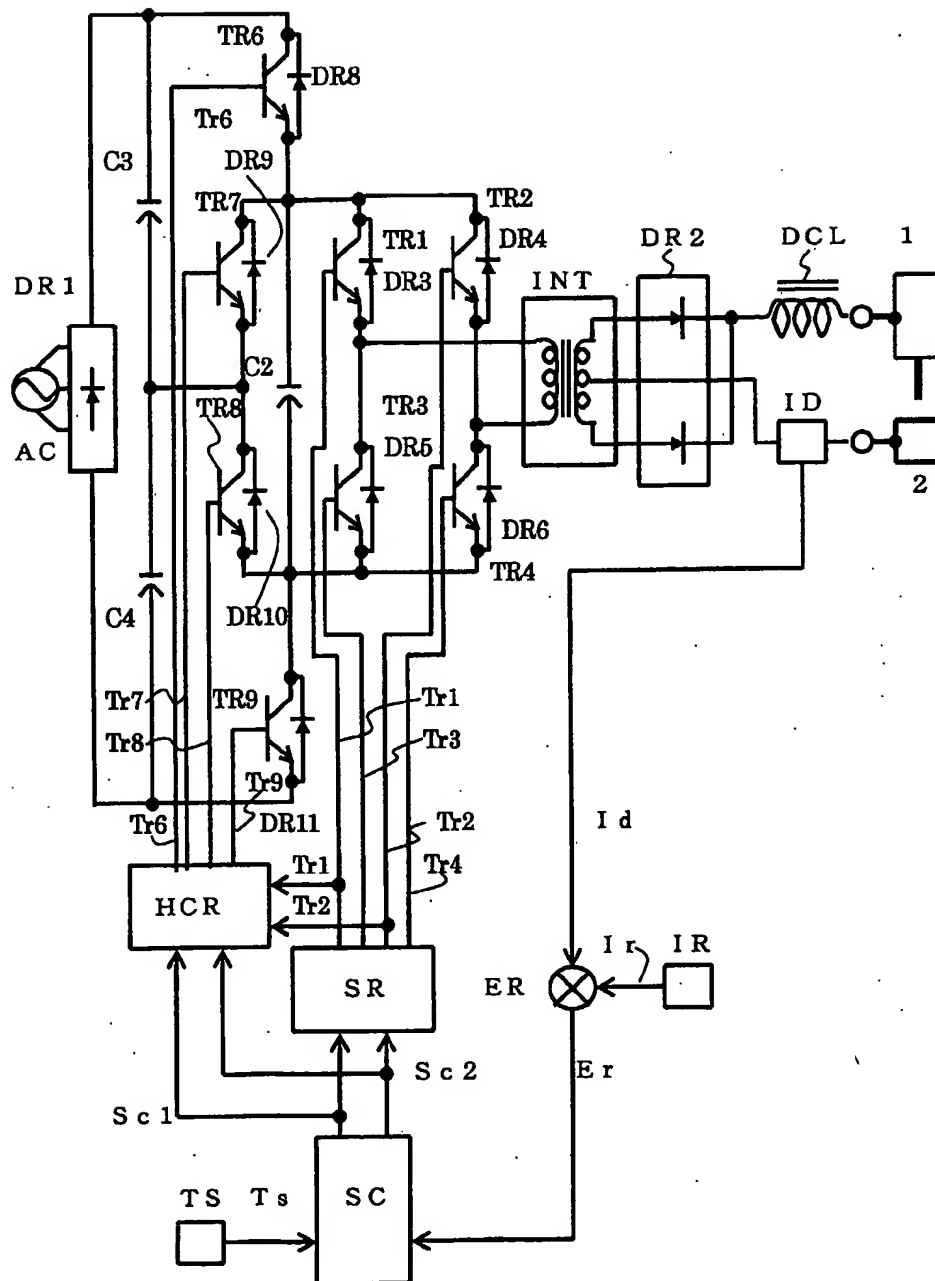 TR6
DR8
Tr6
C3
DR9
TR7
TR2
TR1
DR4
DR2
DCL
1
DR3
INT
DR1
C2
TR8
TR3
ID
AC
DR5
2
DR6
TR4
C4
DR10
Tr7
TR9
Tr1
Tr8
Tr3
Tr9
Tr6
DR11
Id
Tr2
Tr1
Tr4
HCR
Tr2
Ir
IR
SR
ER
Sc2
Er
Sc1
TS
Ts
SC